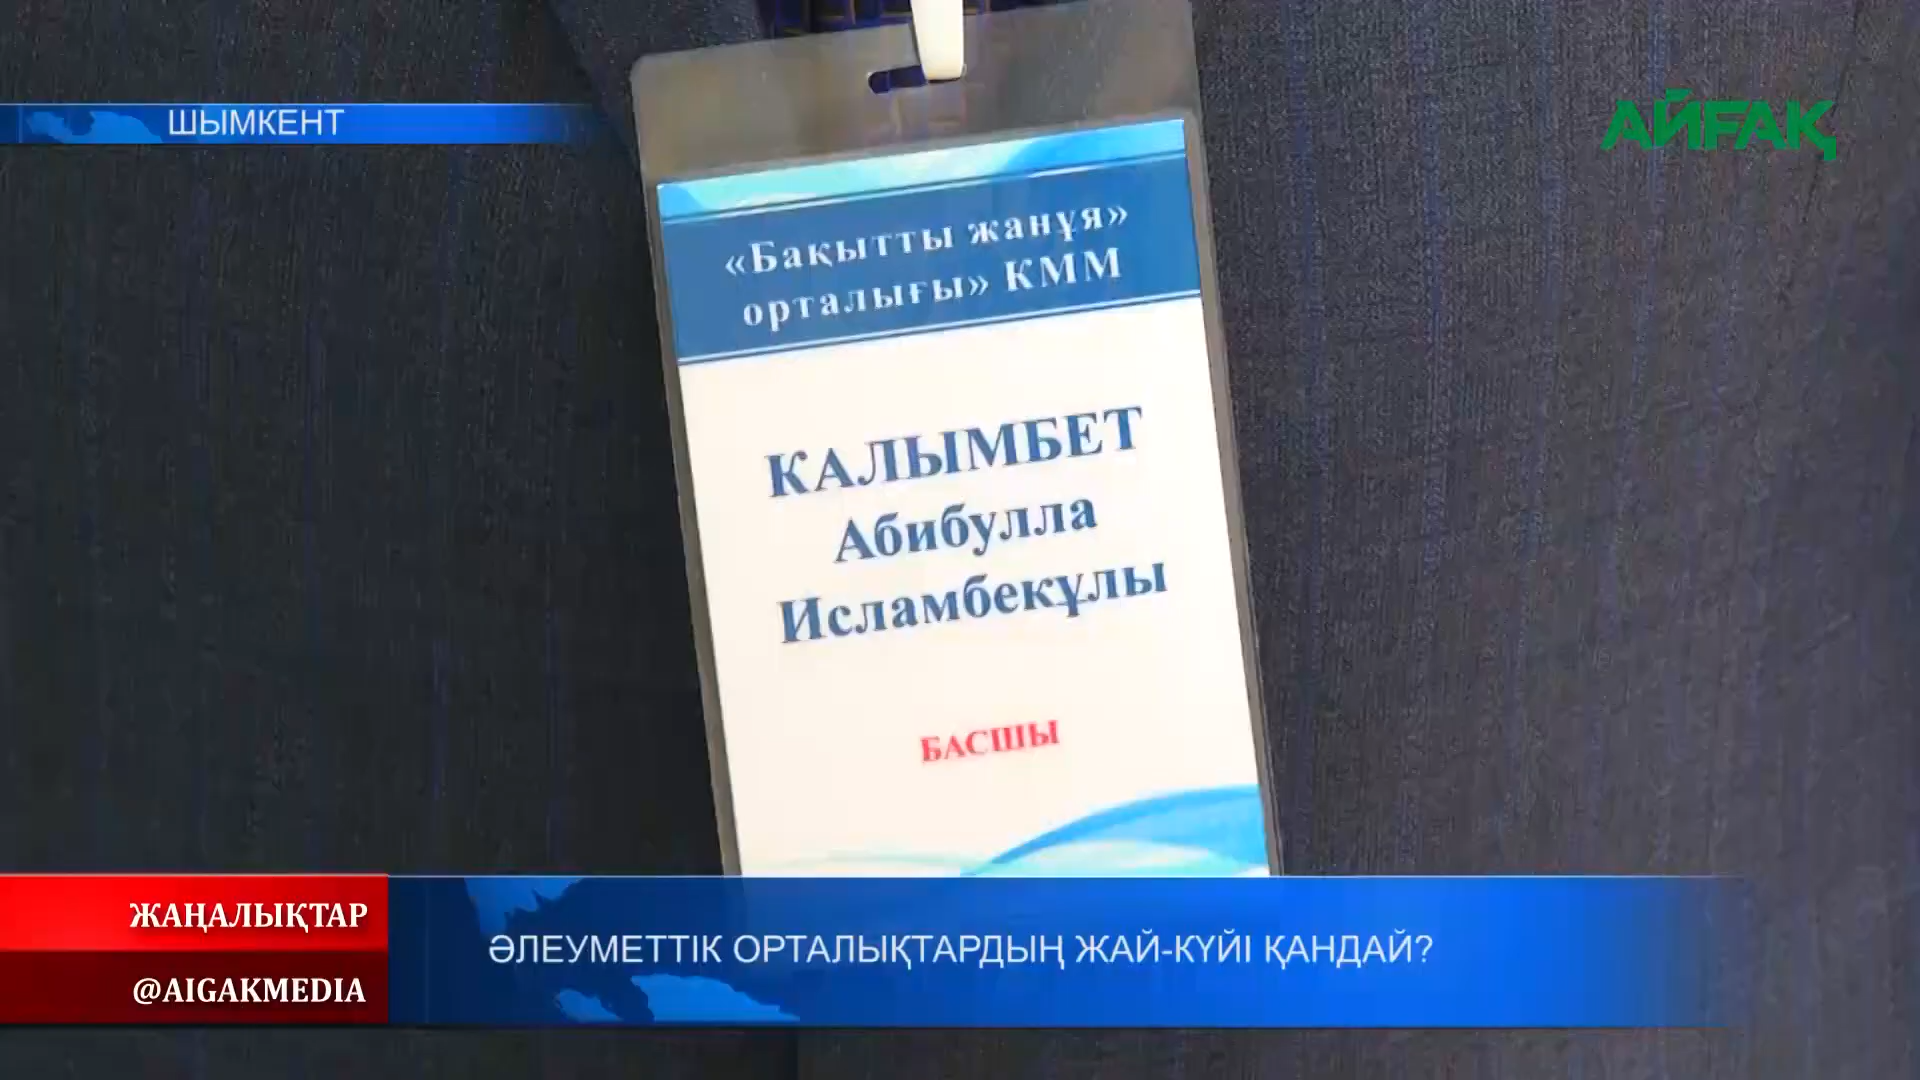 ШЫМКЕНТ
АЙҒАҚ
«Бақытты жанұя»
орталығы» КММ
КАЛЫМБЕТ
Абибулла
Исламбекұлы
БАСШЫ
ЖАҢАЛЫҚТАР
@AIGAKMEDIA
ӘЛЕУМЕТТІК ОРТАЛЫҚТАРДЫҢ ЖАЙ-КҮЙІ ҚАНДАЙ?